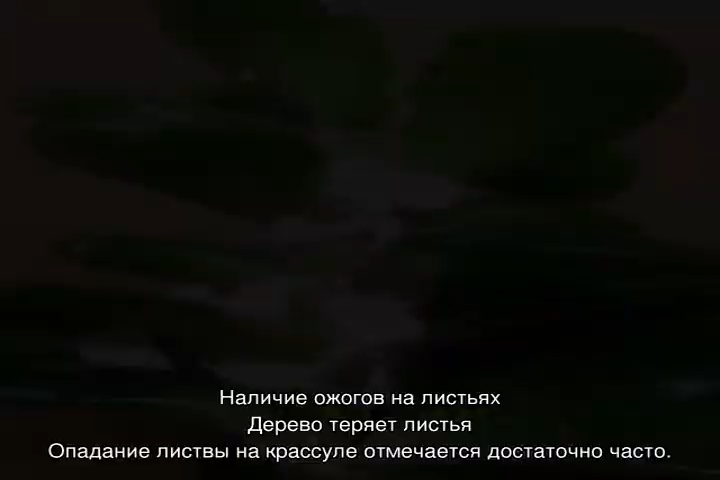 Наличие ожогов на листьях
Дерево теряет листья
Опадание листвы на крассуле отмечается достаточно часто.